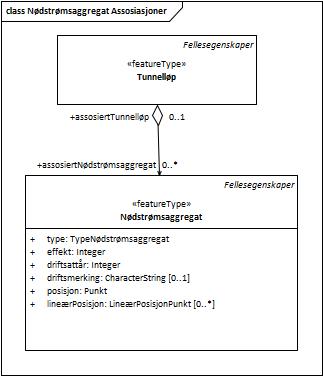 class Nødstrømsaggregat Assosiasjoner
Fellesegenskaper
«featureType»
Tunnelløp
+assosiertTunnelløp 0..1
+assosiertNødstrømsaggregat 0..*
Fellesegenskaper
«featureType»
Nødstrømsaggregat
+ type: TypeNødstrømsaggregat
+ effekt: Integer
+ driftsattår: Integer
+ driftsmerking: CharacterString [0..1]
+ posisjon: Punkt
+ lineærPosisjon: LineærPosisjonPunkt [0..*]